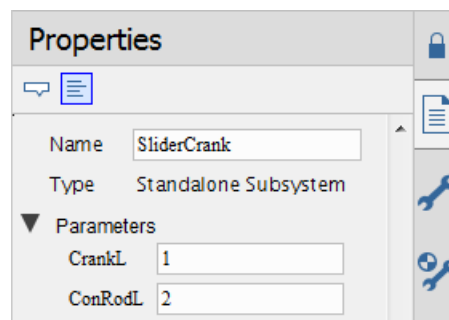 Properties
Name SliderCrank
Type Standalone Subsystem
Parameters
CrankL 1
ConRodL 2